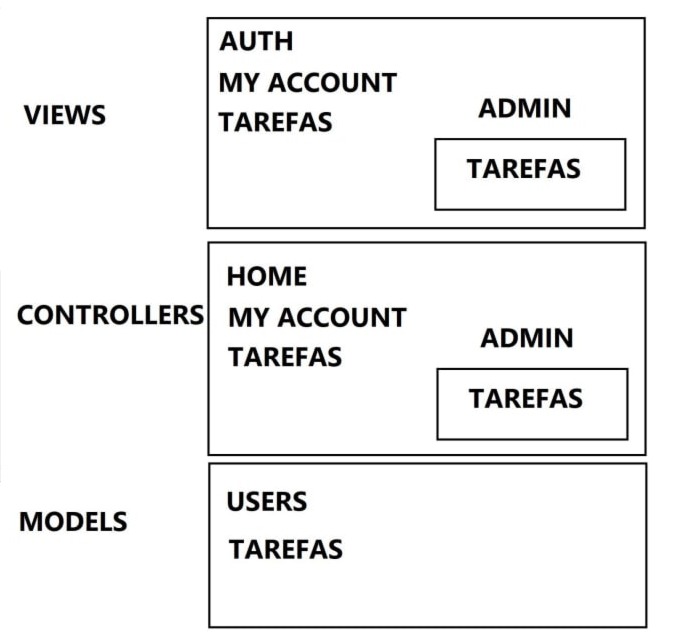 VIEWS
AUTH
MY ACCOUNT
TAREFAS
ADMIN
TAREFAS
CONTROLLERS
HOME
MY ACCOUNT
TAREFAS
ADMIN
TAREFAS
MODELS
USERS
TAREFAS